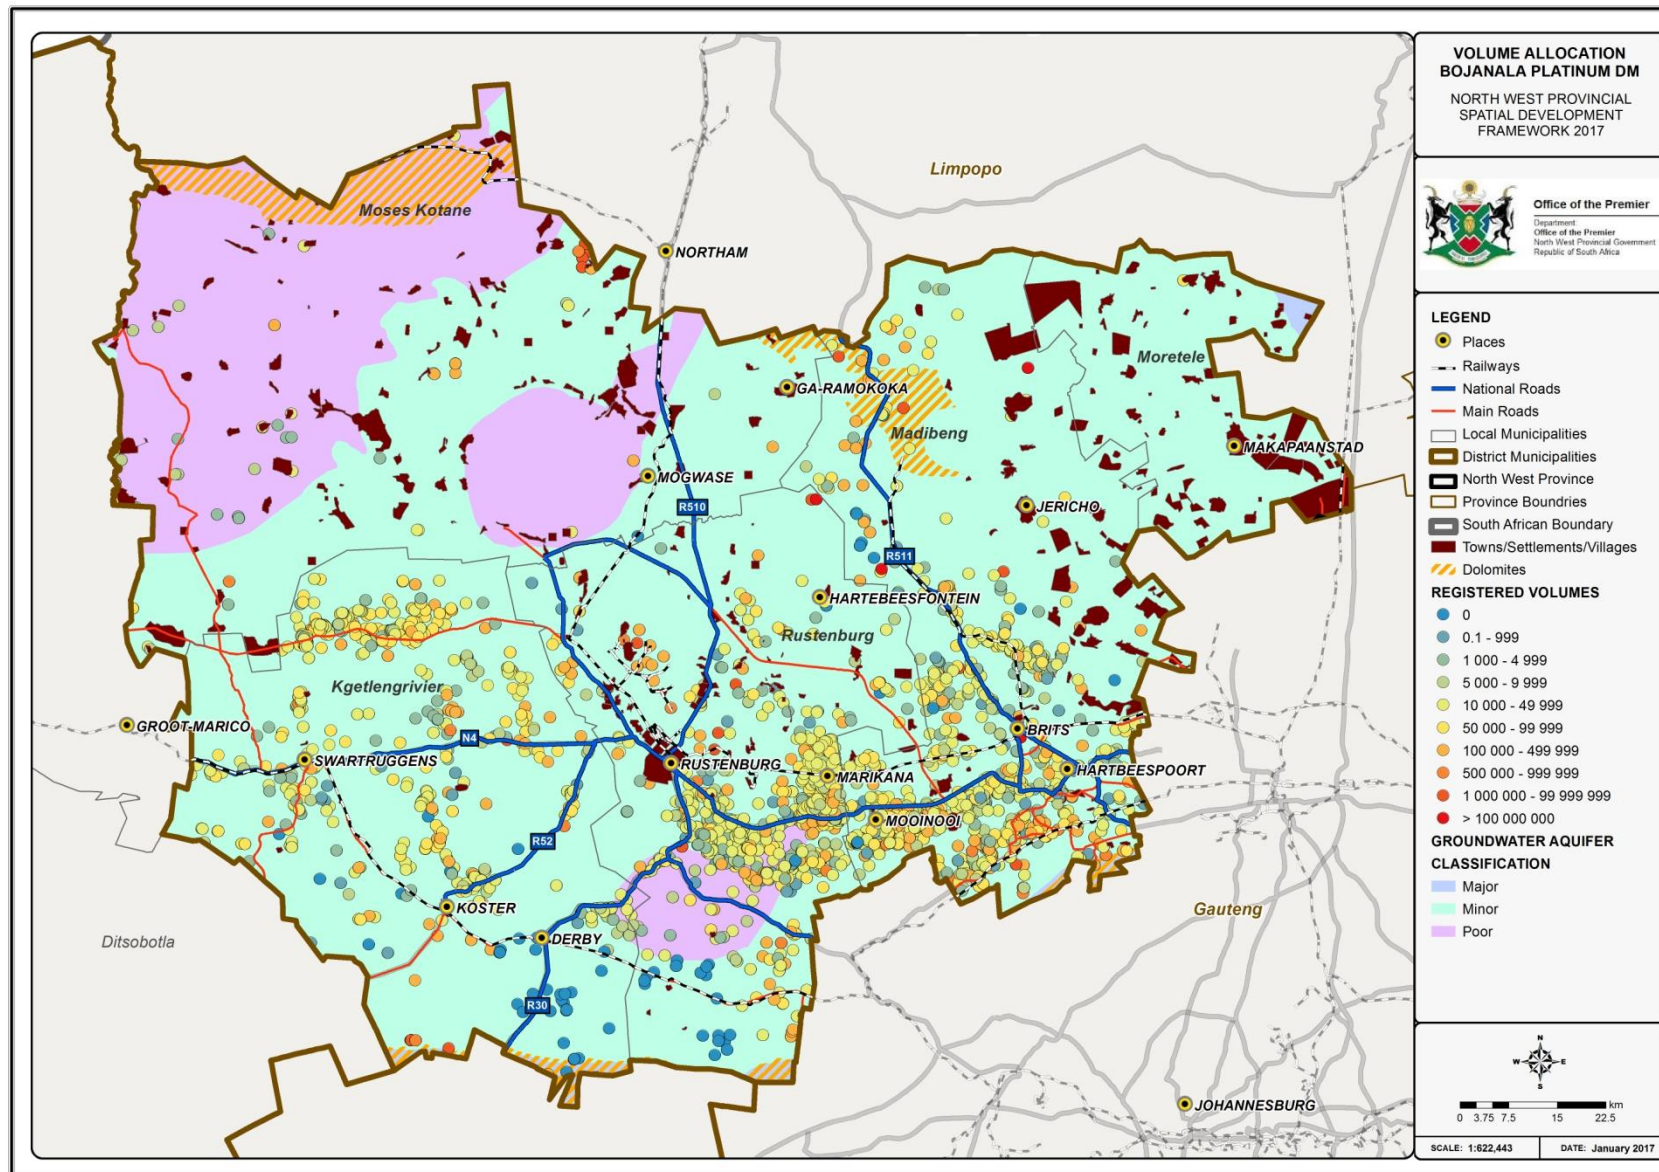 Limpopo
Moses Kotane
NORTHAM
Moretele
GA-RAMOKOKA
Madibeng
MAKAPAANSTAD
MOGWASE
R510
JERICHO
R511
HARTEBEESFONTEIN
Rustenburg
Kgetlengrivier
GROOT-MARICO
N4
BRITS
SWARTRUGGENS
RUSTENBURG
MARIKANA
HARTBEESPOORT
MOOINOOI
R52
KOSTER
Gauteng
Ditsobotla
DERBY
R30
JOHANNESBURG
VOLUME ALLOCATION
BOJANALA PLATINUM DM
NORTH WEST PROVINCIAL
SPATIAL DEVELOPMENT
FRAMEWORK 2017
Office of the Premier
Department:
Office of the Premier
North West Provincial Government
Republic of South Africa
LEGEND
Places
Railways
National Roads
Main Roads
Local Municipalities
District Municipalities
North West Province
Province Boundries
South African Boundary
Towns/Settlements/Villages
Dolomites
REGISTERED VOLUMES
0
0.1 - 999
1 000 - 4 999
5 000 - 9 999
10 000 - 49 999
50 000 - 99 999
100 000 - 499 999
500 000 - 999 999
1 000 000 - 99 999 999
> 100 000 000
GROUNDWATER AQUIFER
CLASSIFICATION
Major
Minor
Poor
N
W E
S
km
0 3.75 7.5 15 22.5
SCALE: 1:622,443 DATE: January 2017